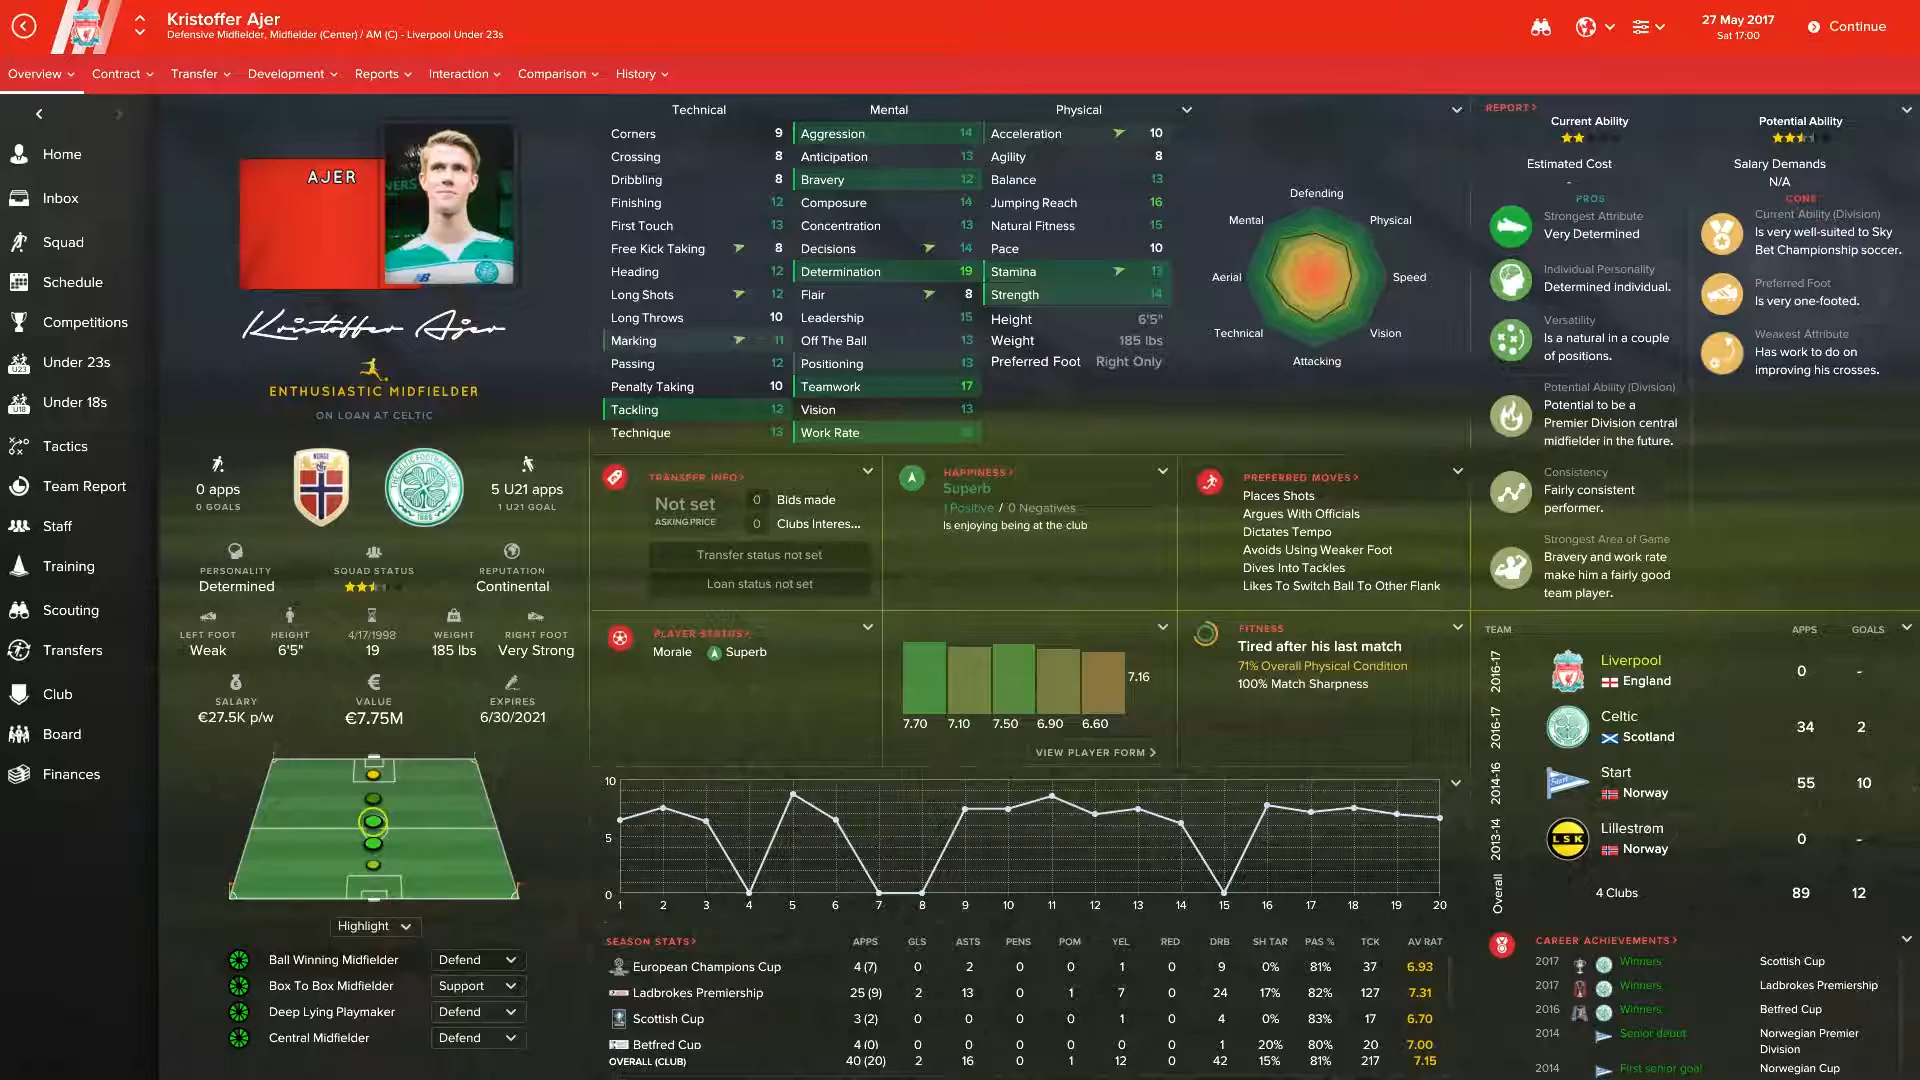 Kristoffer Ajer
Defensive Midfielder, Midfielder (Center) / AM (C) - Liverpool Under 23s
27 May 2017
Sat 17:00
Continue
Overview
Contract
Transfer
Development
Reports
Interaction
Comparison
History
Home
Inbox
Squad
Schedule
Competitions
Under 23s
Under 18s
Tactics
Team Report
Staff
Training
Scouting
Transfers
Club
Board
Finances
AJER
Kristoffer Ajer
ENTHUSIASTIC MIDFIELDER
ON LOAN AT CELTIC
0 apps
0 GOALS
NORGE
5 U21 apps
1 U21 GOAL
PERSONALITY
Determined
SQUAD STATUS
REPUTATION
Continental
LEFT FOOT
Weak
HEIGHT
6'5"
4/17/1998
19
WEIGHT
185 lbs
RIGHT FOOT
Very Strong
SALARY
€27.5K p/w
VALUE
€7.75M
EXPIRES
6/30/2021
Highlight
Ball Winning Midfielder Defend
Box To Box Midfielder Support
Deep Lying Playmaker Defend
Central Midfielder Defend
Technical
Corners 9
Crossing 8
Dribbling 8
Finishing 12
First Touch 13
Free Kick Taking 8
Heading 12
Long Shots 12
Long Throws 10
Marking 11
Passing 12
Penalty Taking 10
Tackling 12
Technique 13
Mental
Aggression 14
Anticipation 13
Bravery 12
Composure 14
Concentration 13
Decisions 14
Determination 19
Flair 8
Leadership 15
Off The Ball 13
Positioning 13
Teamwork 17
Vision 13
Work Rate
Physical
Acceleration 10
Agility 8
Balance 13
Jumping Reach 16
Natural Fitness 15
Pace 10
Stamina 13
Strength 14
Height 6'5"
Weight 185 lbs
Preferred Foot Right Only
Defending
Physical
Speed
Vision
Attacking
Technical
Aerial
Mental
TRANSFER INFO>
Not set
ASKING PRICE
0 Bids made
0 Clubs Interes...
Transfer status not set
Loan status not set
HAPPINESS>
Superb
1 Positive / 0 Negatives
Is enjoying being at the club
PREFERRED MOVES>
Places Shots
Argues With Officials
Dictates Tempo
Avoids Using Weaker Foot
Dives Into Tackles
Likes To Switch Ball To Other Flank
PLAYER STATUS>
Morale Superb
7.16
7.70 7.10 7.50 6.90 6.60
VIEW PLAYER FORM >
FITNESS
Tired after his last match
71% Overall Physical Condition
100% Match Sharpness
10
5
0
1 2 3 4 5 6 7 8 9 10 11 12 13 14 15 16 17 18 19 20
SEASON STATS> APPS GLS ASTS PENS POM YEL RED DRB SH TAR PAS % TCK AV RAT
European Champions Cup 4 (7) 0 2 0 0 1 0 9 0% 81% 37 6.93
Ladbrokes Premiership 25 (9) 2 13 0 1 7 0 24 17% 82% 127 7.31
Scottish Cup 3 (2) 0 0 0 0 1 0 4 0% 83% 17 6.70
Betfred Cup 4 (0) 0 0 0 0 0 0 1 20% 80% 20 7.00
OVERALL (CLUB) 40 (20) 2 16 0 1 12 0 42 15% 81% 217 7.15
REPORT>
Current Ability
Potential Ability
Estimated Cost
-
Salary Demands
N/A
PROS
Strongest Attribute
Very Determined
Individual Personality
Determined individual.
Versatility
Is a natural in a couple
of positions.
Potential Ability (Division)
Potential to be a
Premier Division central
midfielder in the future.
Consistency
Fairly consistent
performer.
Strongest Area of Game
Bravery and work rate
make him a fairly good
team player.
CONS
Current Ability (Division)
Is very well-suited to Sky
Bet Championship soccer.
Preferred Foot
Is very one-footed.
Weakest Attribute
Has work to do on
improving his crosses.
TEAM APPS GOALS
2016-17 Liverpool England 0 -
2016-17 Celtic Scotland 34 2
2014-16 Start Norway 55 10
2013-14 LSK Lillestrøm Norway 0 -
Overall 4 Clubs 89 12
CAREER ACHIEVEMENTS>
2017 Winners Scottish Cup
2017 Winners Ladbrokes Premiership
2016 Winners Betfred Cup
2014 Senior debut Norwegian Premier
Division
2014 First senior goal Norwegian Cup